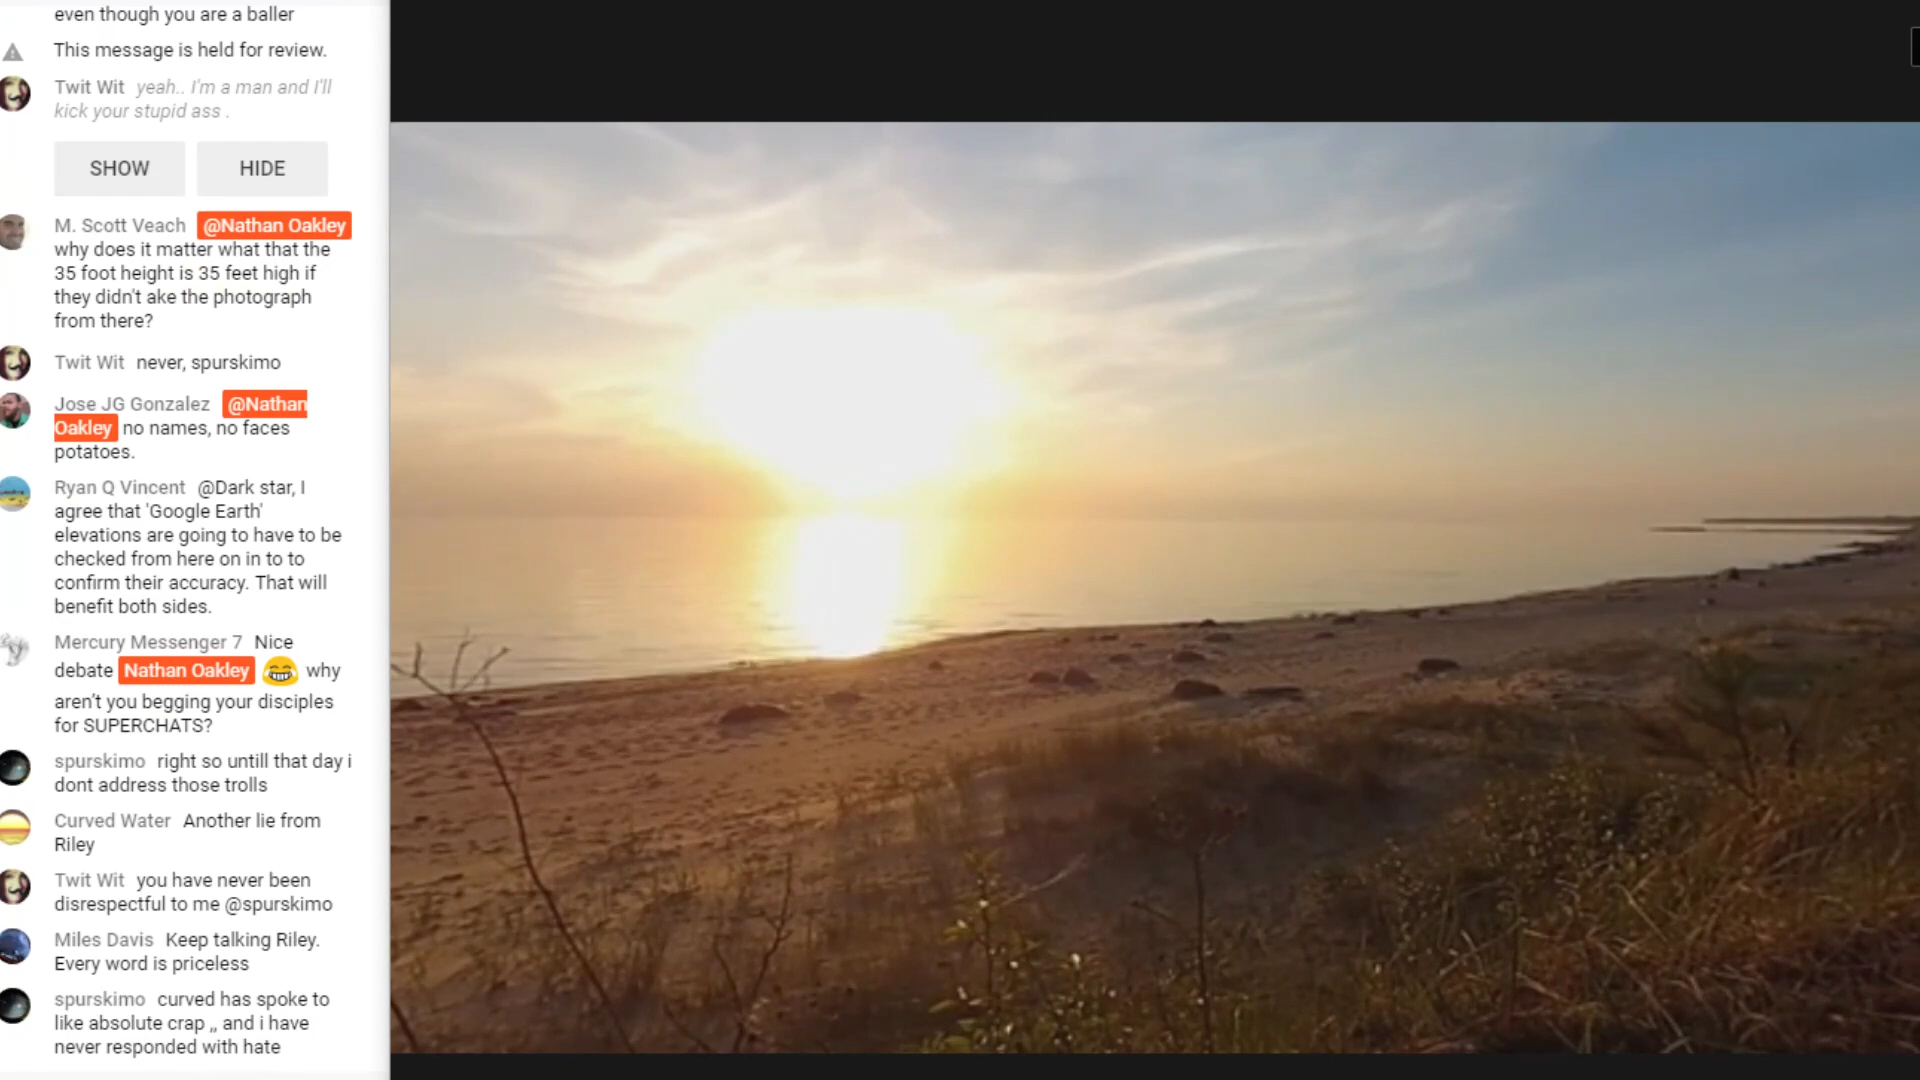 even though you are a baller
This message is held for review.
Twit Wit yeah.. I'm a man and I'll
kick your stupid ass .
SHOW HIDE
M. Scott Veach @Nathan Oakley
why does it matter what that the
35 foot height is 35 feet high if
they didn't ake the photograph
from there?
Twit Wit never, spurskimo
Jose JG Gonzalez @Nathan
Oakley no names, no faces
potatoes.
Ryan Q Vincent @Dark star, I
agree that 'Google Earth'
elevations are going to have to be
checked from here on in to to
confirm their accuracy. That will
benefit both sides.
Mercury Messenger 7 Nice
debate Nathan Oakley 😂 why
aren't you begging your disciples
for SUPERCHATS?
spurskimo right so untill that day i
dont address those trolls
Curved Water Another lie from
Riley
Twit Wit you have never been
disrespectful to me @spurskimo
Miles Davis Keep talking Riley.
Every word is priceless
spurskimo curved has spoke to
like absolute crap ,, and i have
never responded with hate